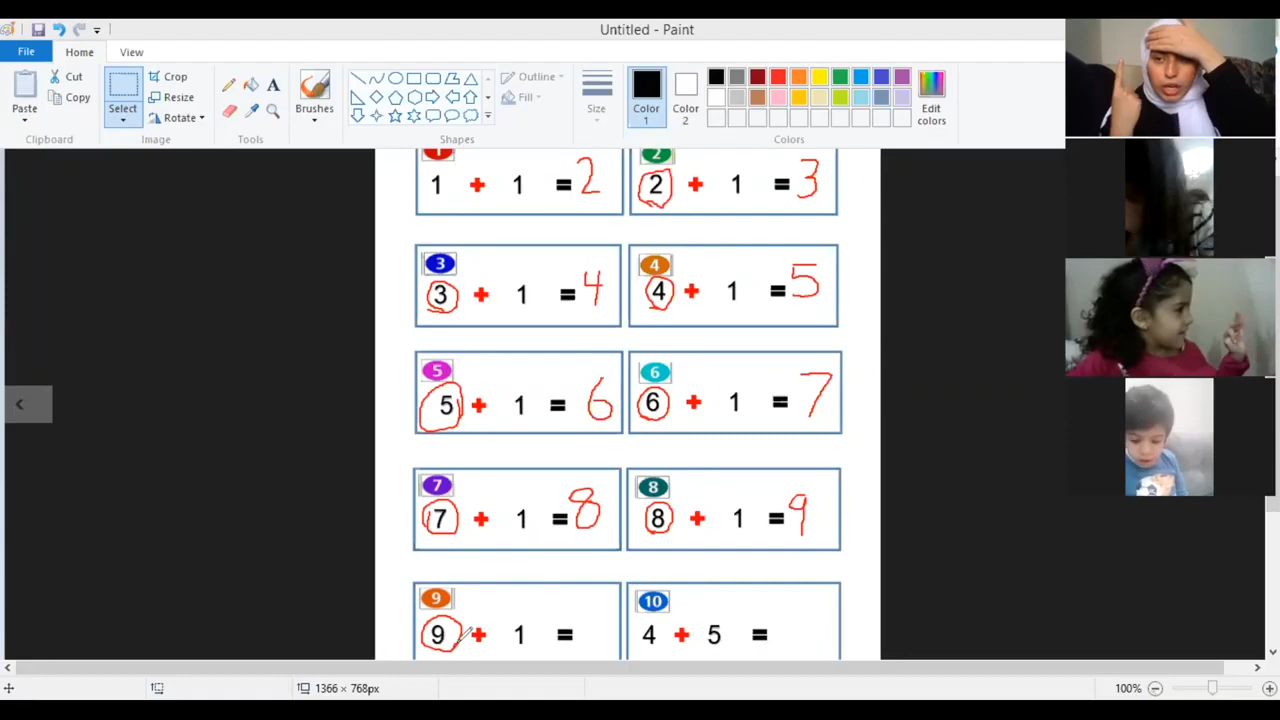 Untitled - Paint
File Home View
Paste Cut Copy Clipboard
Select Crop Resize Rotate Image
Tools
Brushes
Outline Fill Shapes
Size
Color 1 Color 2 Edit colors Colors
1 2
1 + 1 = 2 2 + 1 = 3
3 4
3 + 1 = 4 4 + 1 = 5
5 6
5 + 1 = 6 6 + 1 = 7
7 8
7 + 1 = 8 8 + 1 = 9
9 10
9 + 1 = 4 + 5 =
1366 × 768px 100%